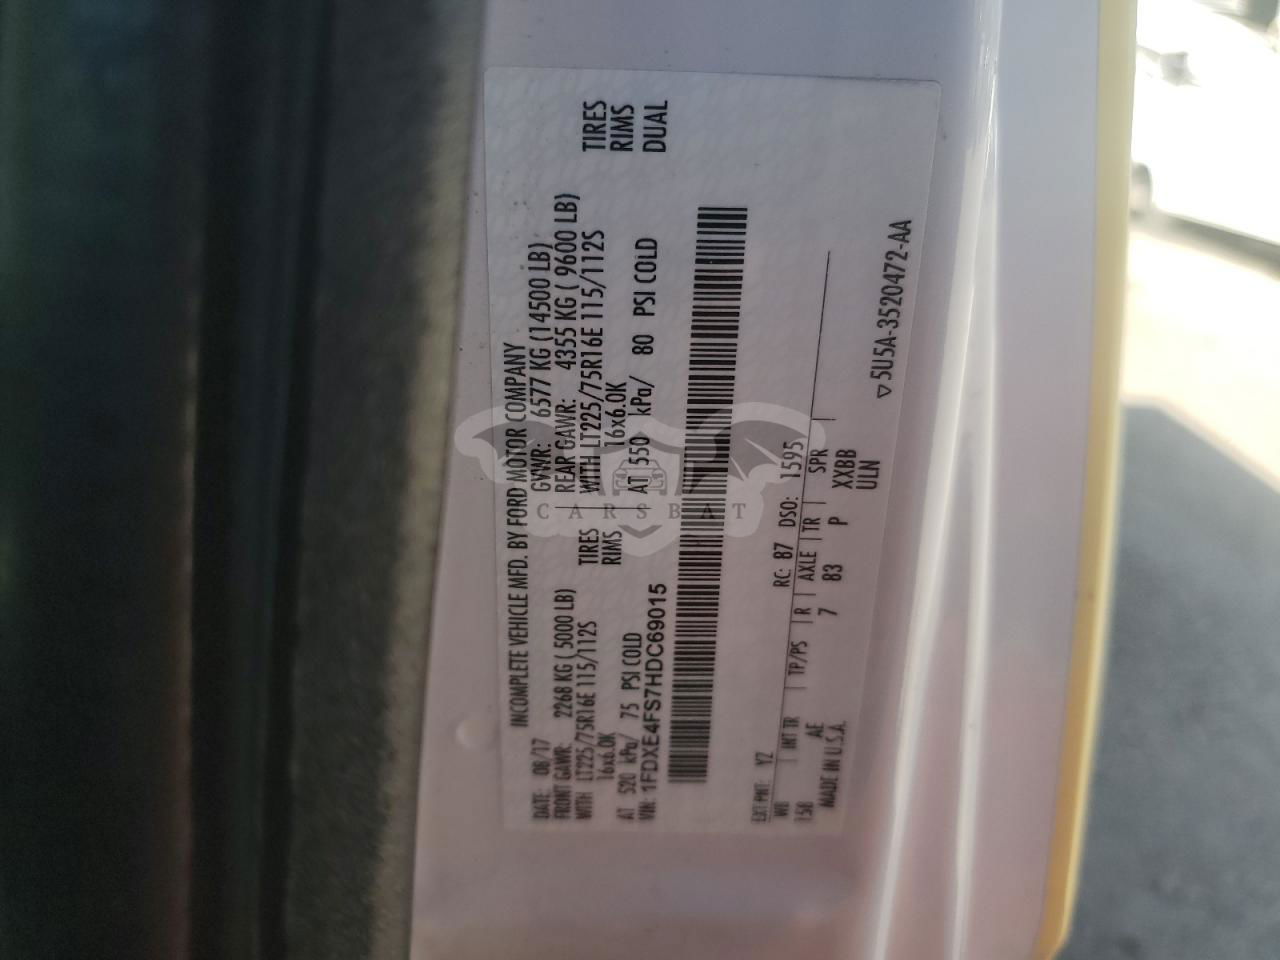 INCOMPLETE VEHICLE MFD. BY FORD MOTOR COMPANY
DATE: 08/17 GVWR: 6577 KG (14500 LB)
FRONT GAWR: 2268 KG ( 5000 LB) REAR GAWR: 4355 KG ( 9600 LB)
WITH LT225/75R16E 115/112S TIRES WITH LT225/75R16E 115/112S TIRES
16x6.0K RIMS 16x6.0K RIMS
AT 520 kPa/ 75 PSI COLD AT 550 kPa/ 80 PSI COLD DUAL
VIN: 1FDXE4FS7HDC69015
EXT PNT: YZ RC: 87 DSO: 1595
WB INT TR TP/PS R AXLE TR SPR
158 AE 7 83 P XXBB
MADE IN U.S.A. ULN
▽5U5A-3520472-AA
CARSBAT